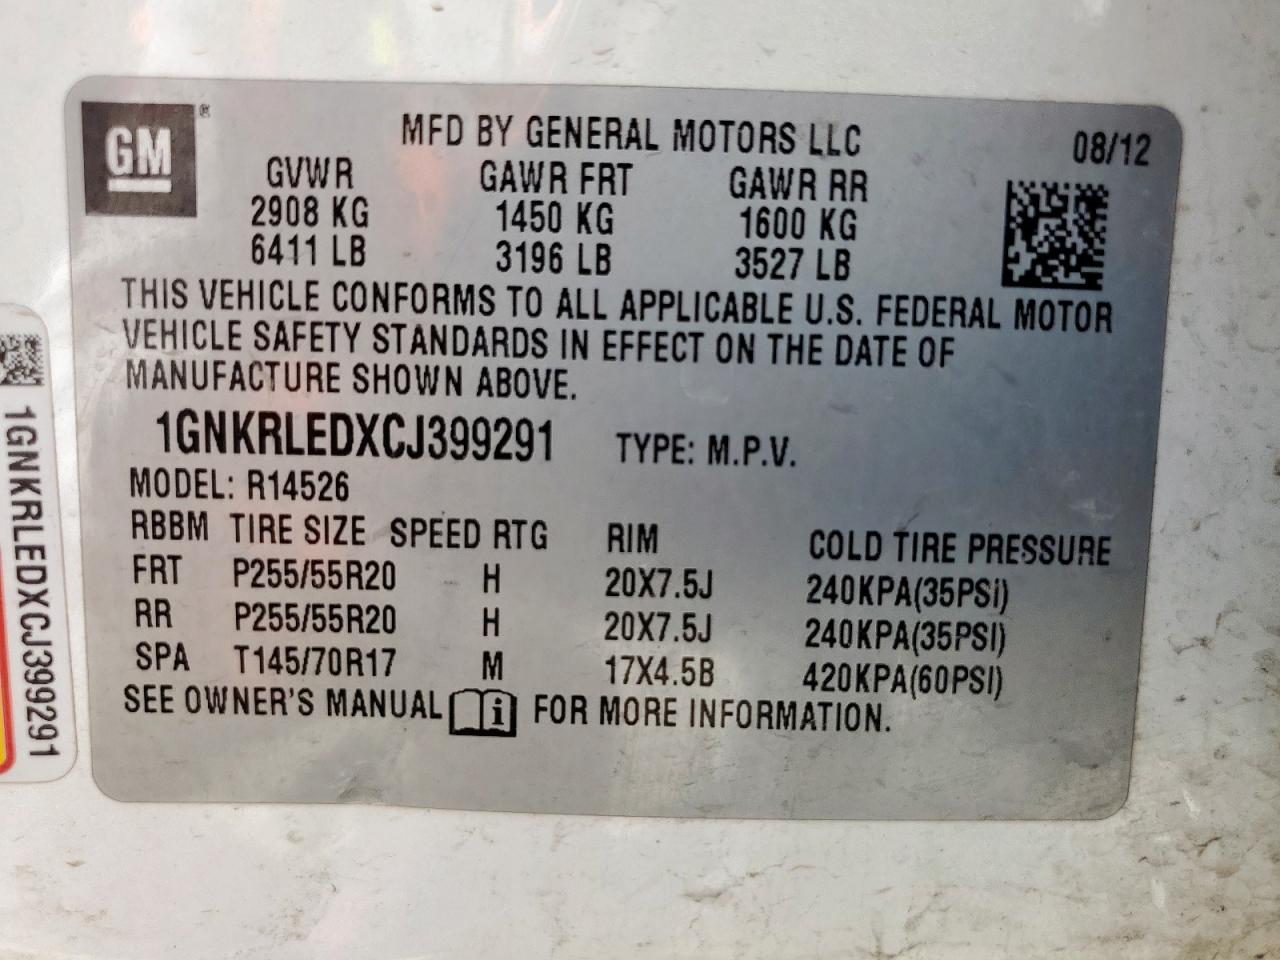 GM ®
MFD BY GENERAL MOTORS LLC 08/12
GVWR GAWR FRT GAWR RR
2908 KG 1450 KG 1600 KG
6411 LB 3196 LB 3527 LB
THIS VEHICLE CONFORMS TO ALL APPLICABLE U.S. FEDERAL MOTOR
VEHICLE SAFETY STANDARDS IN EFFECT ON THE DATE OF
MANUFACTURE SHOWN ABOVE.
1GNKRLEDXCJ399291 TYPE: M.P.V.
MODEL: R14526
RBBM TIRE SIZE SPEED RTG RIM COLD TIRE PRESSURE
FRT P255/55R20 H 20X7.5J 240KPA(35PSI)
RR P255/55R20 H 20X7.5J 240KPA(35PSI)
SPA T145/70R17 M 17X4.5B 420KPA(60PSI)
SEE OWNER'S MANUAL i FOR MORE INFORMATION.
1GNKRLEDXCJ399291